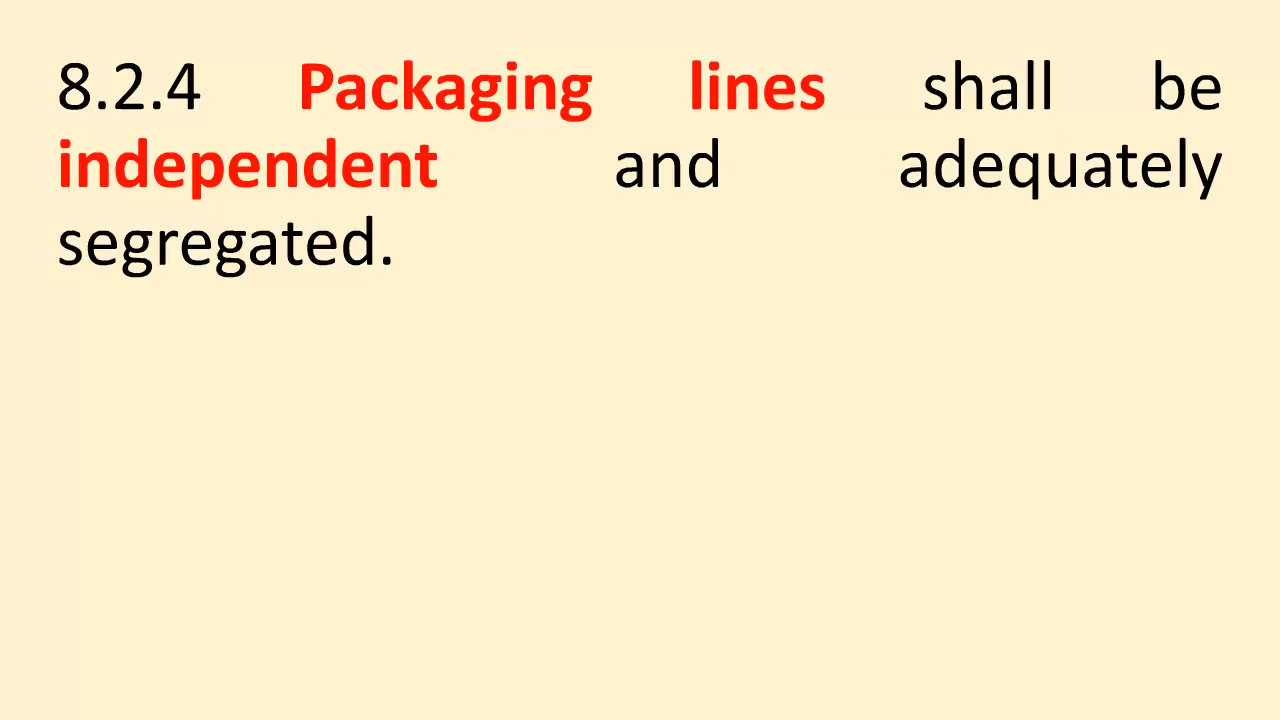 8.2.4 Packaging lines shall be
independent and adequately
segregated.